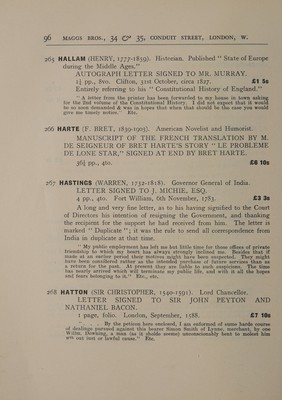 96 MAGGS BROS., 34 & 35, CONDUIT STREET, LONDON, W.
265 HALLAM (HENRY, 1777-1859). Historian. Published " State of Europe
during the Middle Ages."
AUTOGRAPH LETTER SIGNED TO MR. MURRAY.
1½ pp., 8vo. Clifton, 31st October, circa 1827. £1 5s
Entirely referring to his " Constitutional History of England."
" A letter from the printer has been forwarded to my house in town asking
for the 2nd volume of the Constitutional History. I did not expect that it would
be so soon demanded & was in hopes that when that should be the case you would
give me timely notice." Etc.
266 HARTE (F. BRET, 1839-1902). American Novelist and Humorist.
MANUSCRIPT OF THE FRENCH TRANSLATION BY M.
DE SEIGNEUR OF BRET HARTE'S STORY " LE PROBLEME
DE LONE STAR," SIGNED AT END BY BRET HARTE.
36½ pp., 4to. £6 10s
267 HASTINGS (WARREN, 1732-1818). Governor General of India.
LETTER SIGNED TO J. MICHIE, ESQ.
4 pp., 4to. Fort William, 6th November, 1783. £3 3s
A long and very fine letter, as to his having signified to the Court
of Directors his intention of resigning the Government, and thanking
the recipient for the support he had received from him. The letter is
marked " Duplicate "; it was the rule to send all correspondence from
India in duplicate at that time.
" My public employment has left me but little time for those offices of private
friendship to which my heart has always strongly inclined me. Besides that if
made at an earlier period their motives might have been suspected. They might
have been considered rather as the intended purchase of future services than as
a return for the past. At present they are liable to such suspicions. The time
has nearly arrived which will terminate my public life, and with it all the hopes
and fears belonging to it." Etc.
268 HATTON (SIR CHRISTOPHER, 1540-1591). Lord Chancellor.
LETTER SIGNED TO SIR JOHN PEYTON AND
NATHANIEL BACON.
1 page, folio. London, September, 1588. £7 10s
" . . . By the petition here enclosed, I am enformed of some harde course
of dealinge pursued against this bearer Simon Smith of Lynne, merchant, by one
Willm. Downing, a man (as it sholde seeme) unconscionably bent to molest him
out lust or lawful cause." Etc.